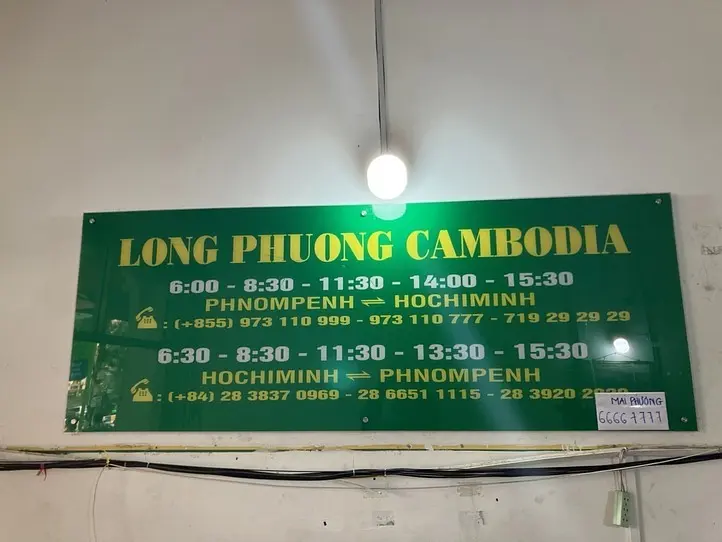 LONG PHUONG CAMBODIA
6:00 - 8:30 - 11:30 - 14:00 - 15:30
PHNOMPENH ⇌ HOCHIMINH
: (+855) 973 110 999 - 973 110 777 - 719 29 29 29
6:30 - 8:30 - 11:30 - 13:30 - 15:30
HOCHIMINH ⇌ PHNOMPENH
: (+84) 28 3837 0969 - 28 6651 1115 - 28 3920
MAI PHƯƠNG
6666 7777